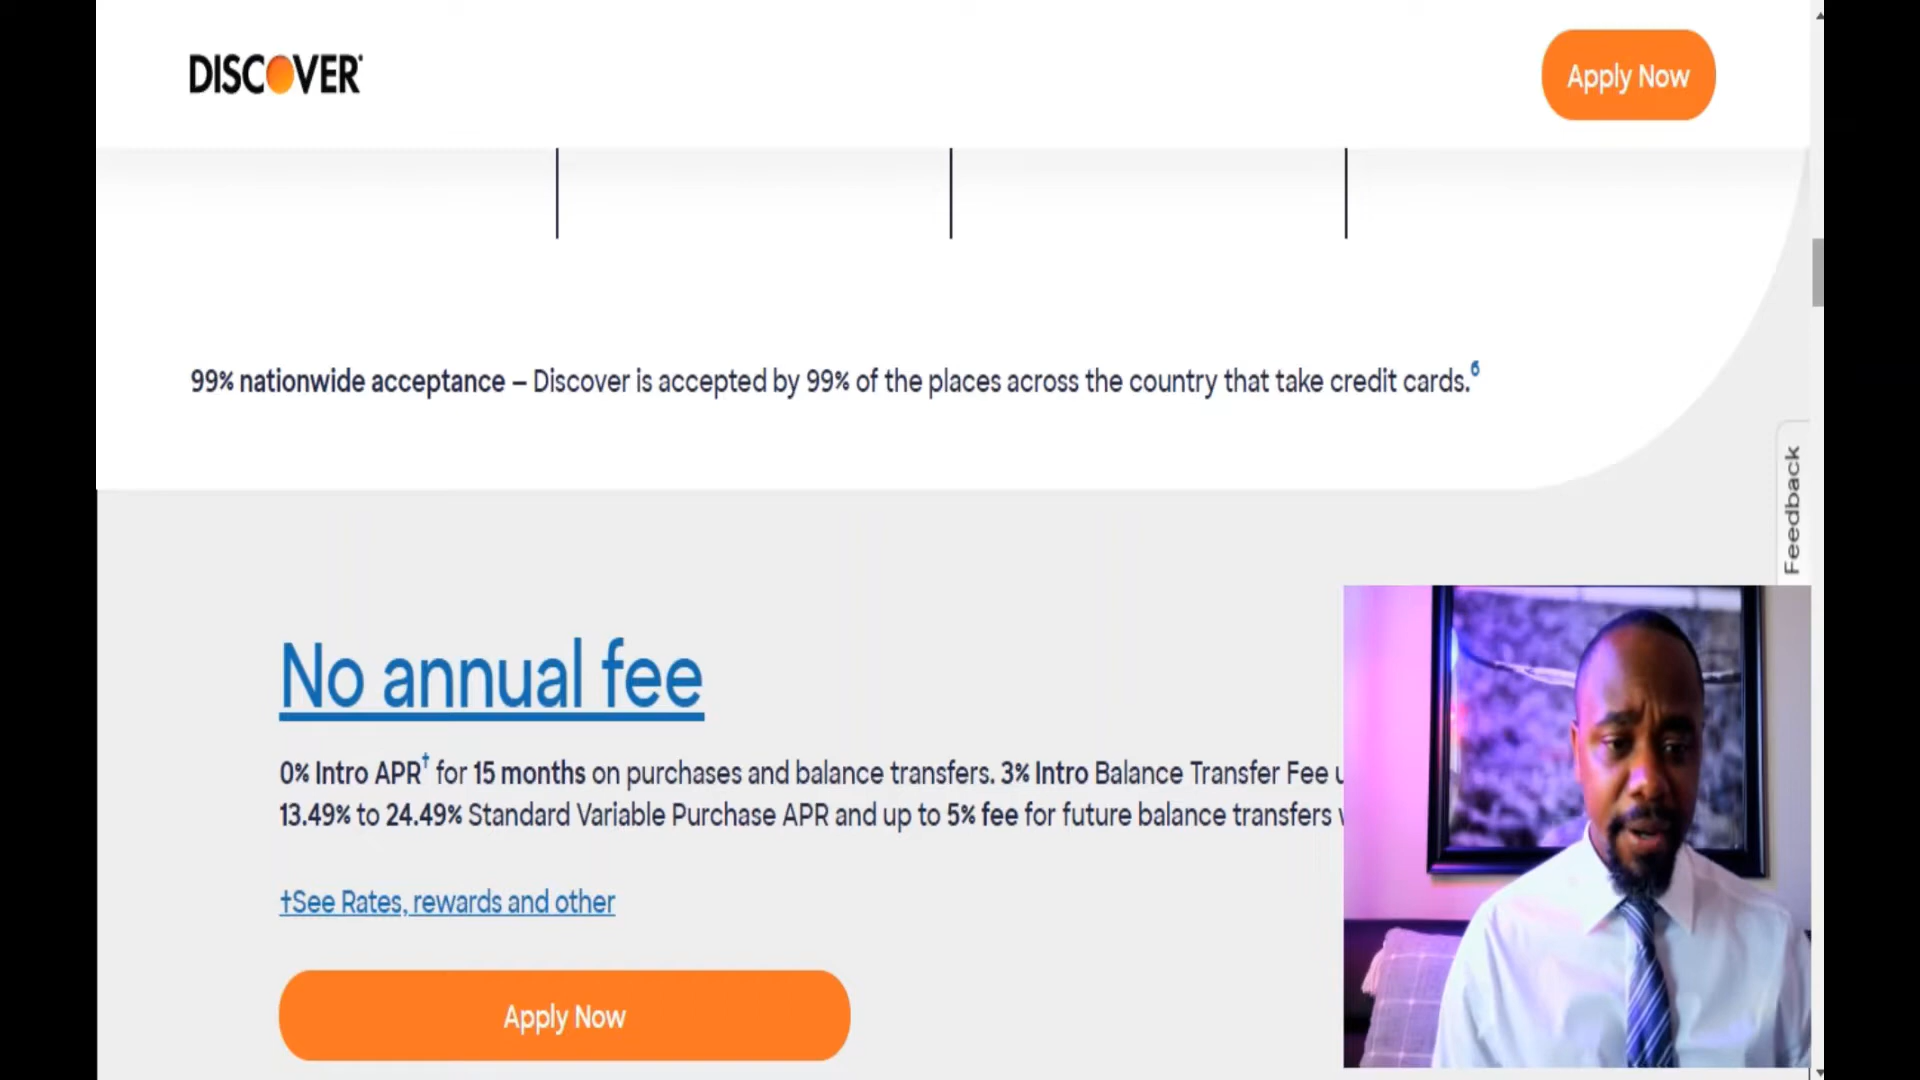 DISCOVER
Apply Now
99% nationwide acceptance – Discover is accepted by 99% of the places across the country that take credit cards.⁶
Feedback
No annual fee
0% Intro APR† for 15 months on purchases and balance transfers. 3% Intro Balance Transfer Fee
13.49% to 24.49% Standard Variable Purchase APR and up to 5% fee for future balance transfers
†See Rates, rewards and other
Apply Now